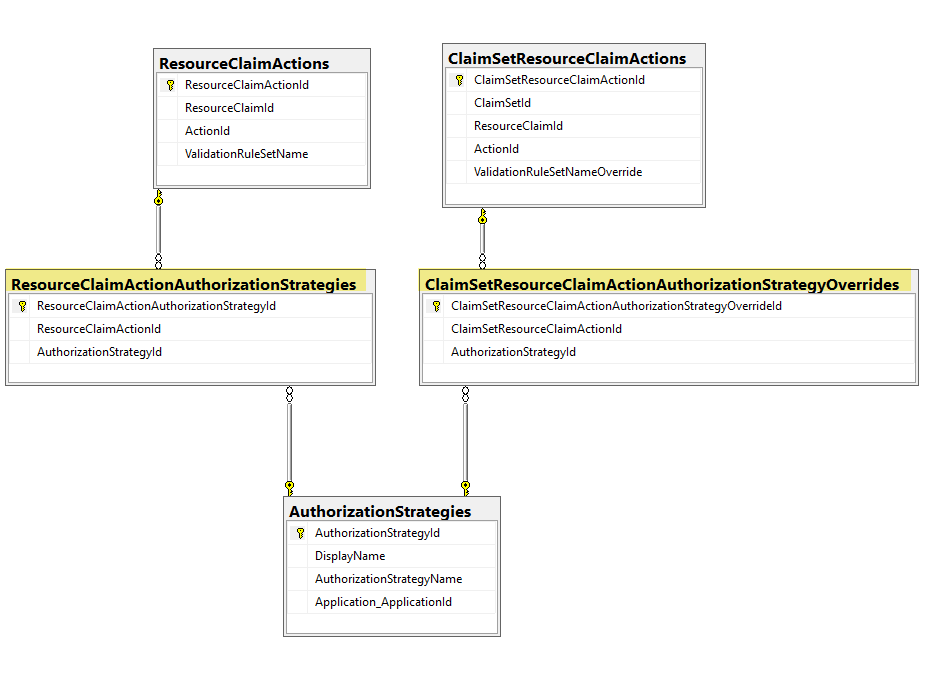 ResourceClaimActions
ResourceClaimActionId
ResourceClaimId
ActionId
ValidationRuleSetName
ClaimSetResourceClaimActions
ClaimSetResourceClaimActionId
ClaimSetId
ResourceClaimId
ActionId
ValidationRuleSetNameOverride
ResourceClaimActionAuthorizationStrategies
ResourceClaimActionAuthorizationStrategyId
ResourceClaimActionId
AuthorizationStrategyId
ClaimSetResourceClaimActionAuthorizationStrategyOverrides
ClaimSetResourceClaimActionAuthorizationStrategyOverrideId
ClaimSetResourceClaimActionId
AuthorizationStrategyId
AuthorizationStrategies
AuthorizationStrategyId
DisplayName
AuthorizationStrategyName
Application_ApplicationId